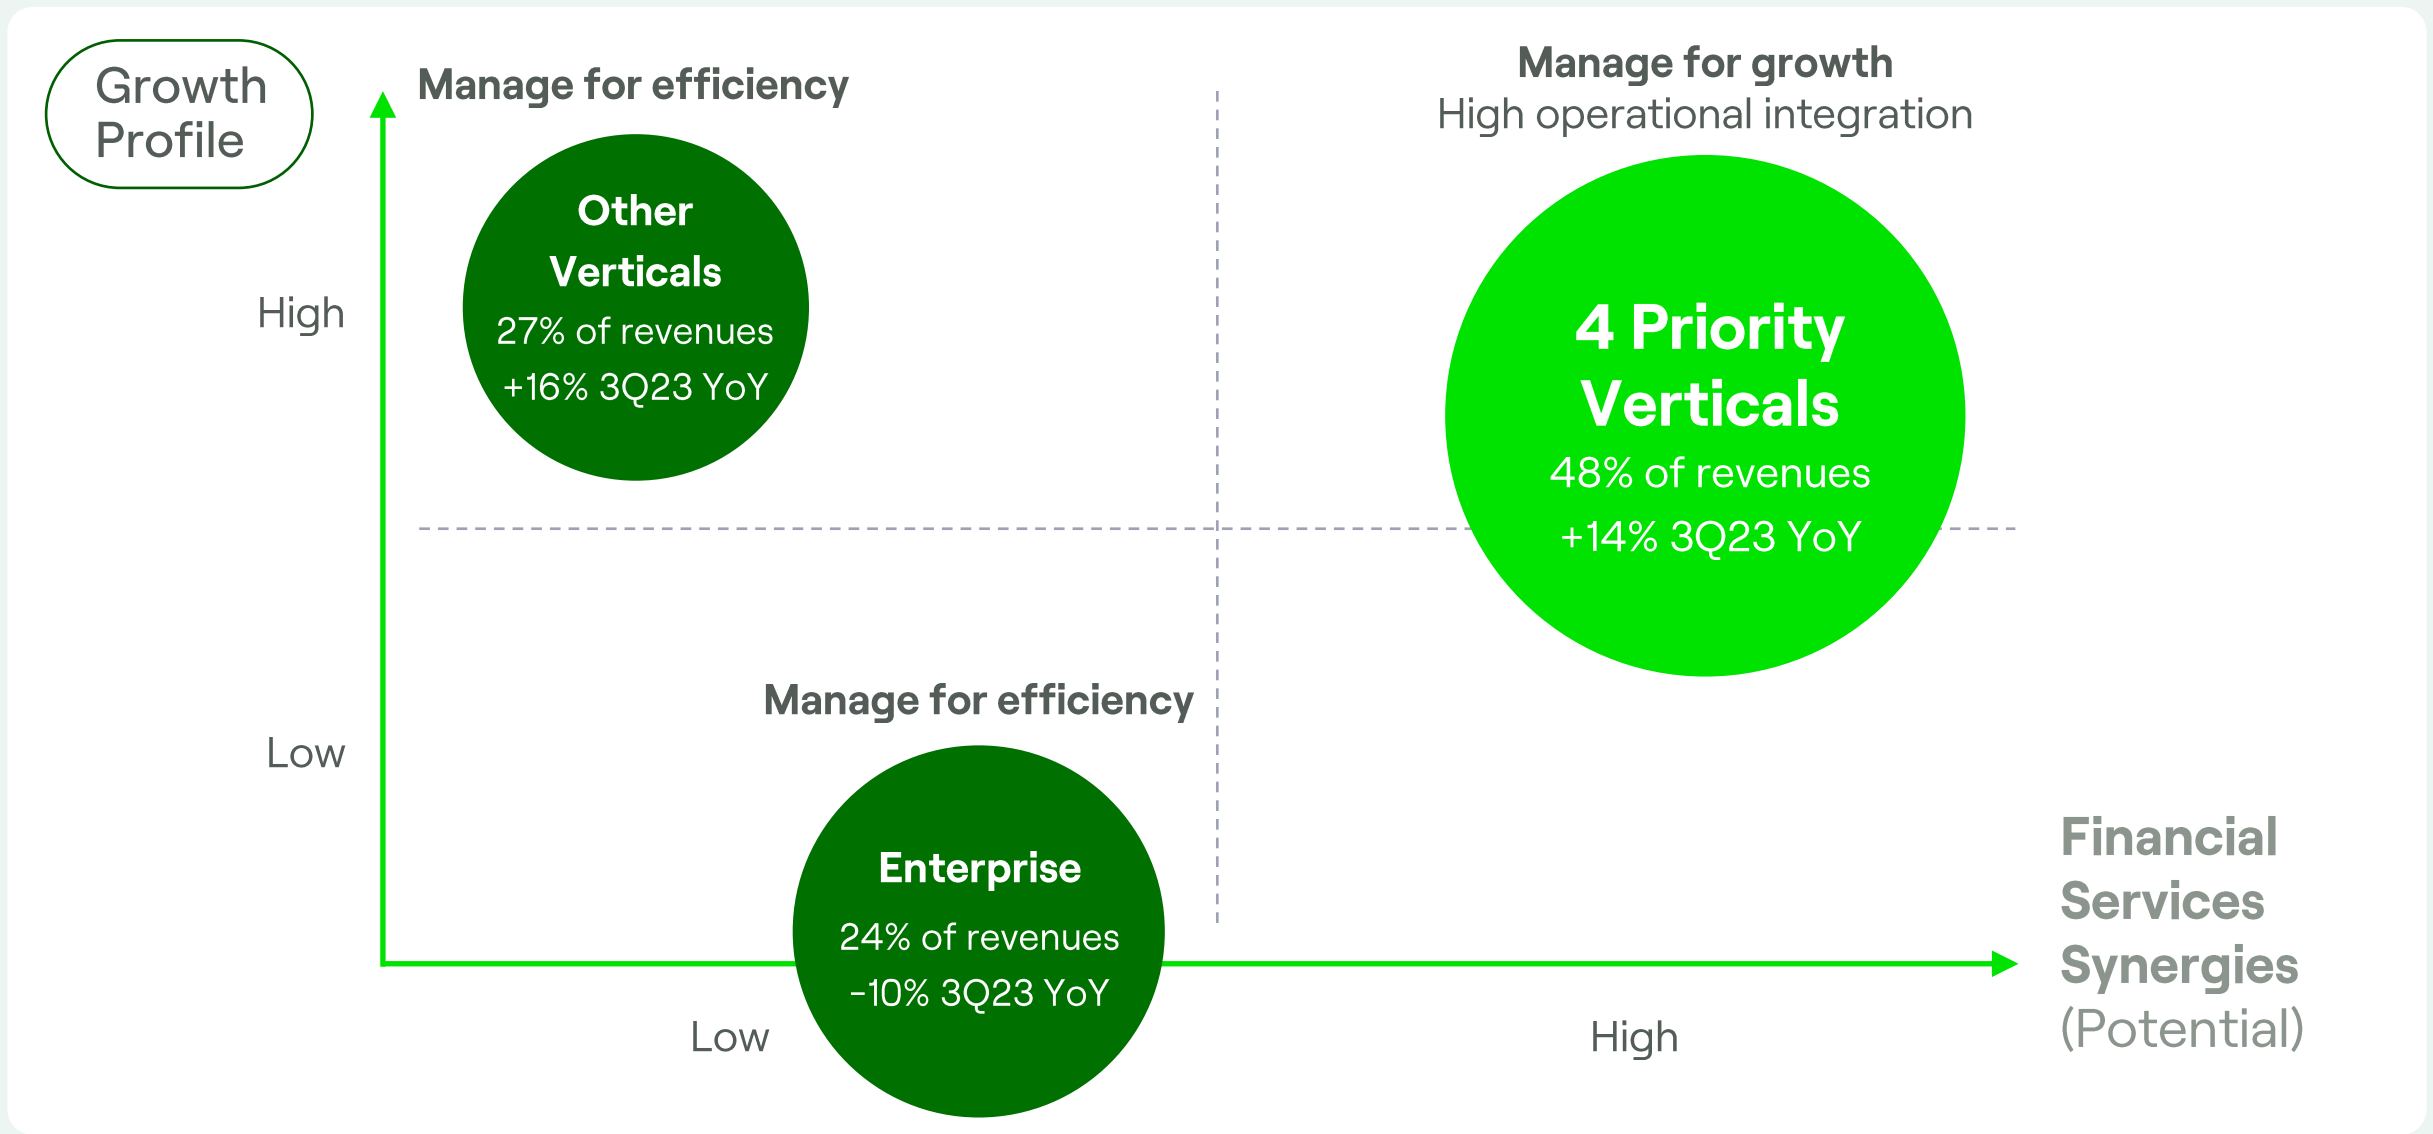 Growth
Profile
Manage for efficiency
Manage for growth
High operational integration
Other
Verticals
27% of revenues
+16% 3Q23 YoY
High
4 Priority
Verticals
48% of revenues
+14% 3Q23 YoY
Manage for efficiency
Low
Enterprise
24% of revenues
-10% 3Q23 YoY
Financial
Services
Synergies
(Potential)
Low
High